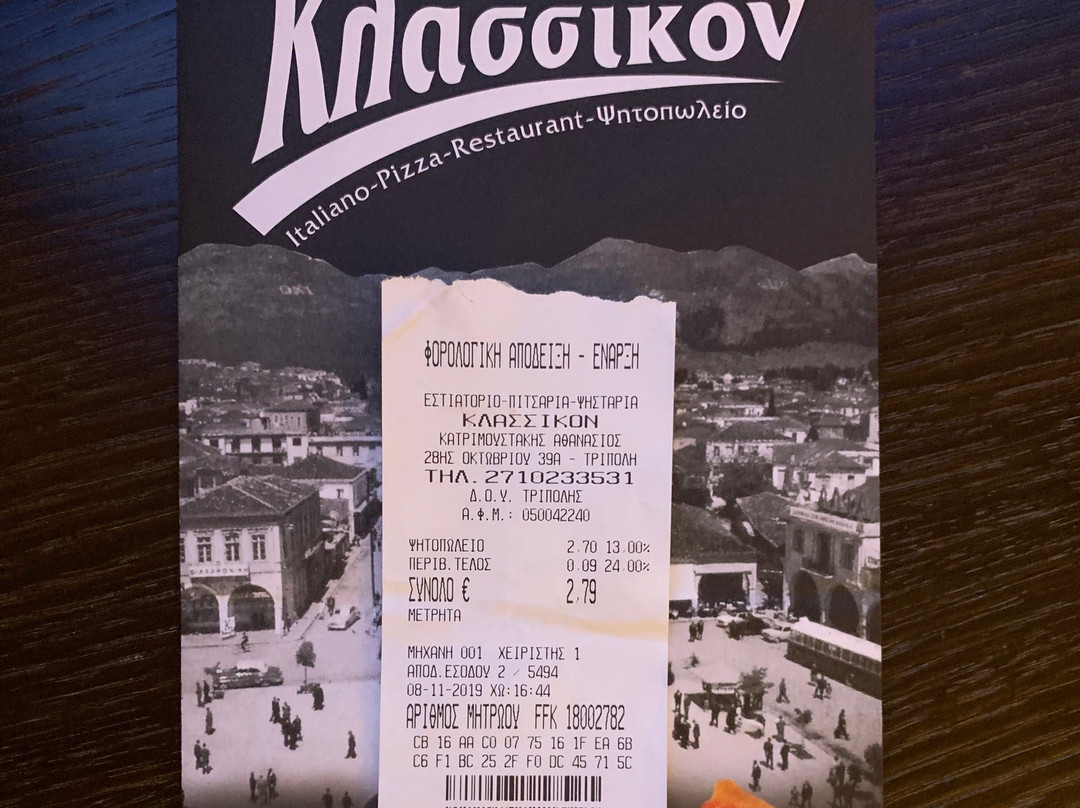 Κλασσικόν
Italiano-Pizza-Restaurant-Ψητοπωλείο
ΟΧΙ
ΦΟΡΟΛΟΓΙΚΗ ΑΠΟΔΕΙΞΗ - ΕΝΑΡΞΗ
ΕΣΤΙΑΤΟΡΙΟ-ΠΙΤΣΑΡΙΑ-ΨΗΣΤΑΡΙΑ
ΚΛΑΣΣΙΚΟΝ
ΚΑΤΡΙΜΟΥΣΤΑΚΗΣ ΑΘΑΝΑΣΙΟΣ
28ΗΣ ΟΚΤΩΒΡΙΟΥ 39Α - ΤΡΙΠΟΛΗ
ΤΗΛ. 2710233531
Δ.Ο.Υ. ΤΡΙΠΟΛΗΣ
Α.Φ.Μ.: 050042240
ΨΗΤΟΠΩΛΕΙΟ 2.70 13.00%
ΠΕΡΙΒ.ΤΕΛΟΣ 0.09 24.00%
ΣΥΝΟΛΟ € 2,79
ΜΕΤΡΗΤΑ
ΜΗΧΑΝΗ 001 ΧΕΙΡΙΣΤΗΣ 1
ΑΠΟΔ.ΕΣΟΔΟΥ 2 / 5494
08-11-2019 ΧΩ:16:44
ΑΡΙΘΜΟΣ ΜΗΤΡΩΟΥ FFK 18002782
CB 16 AA C0 07 75 16 1F EA 6B
C6 F1 BC 25 2F F0 DC 45 71 5C